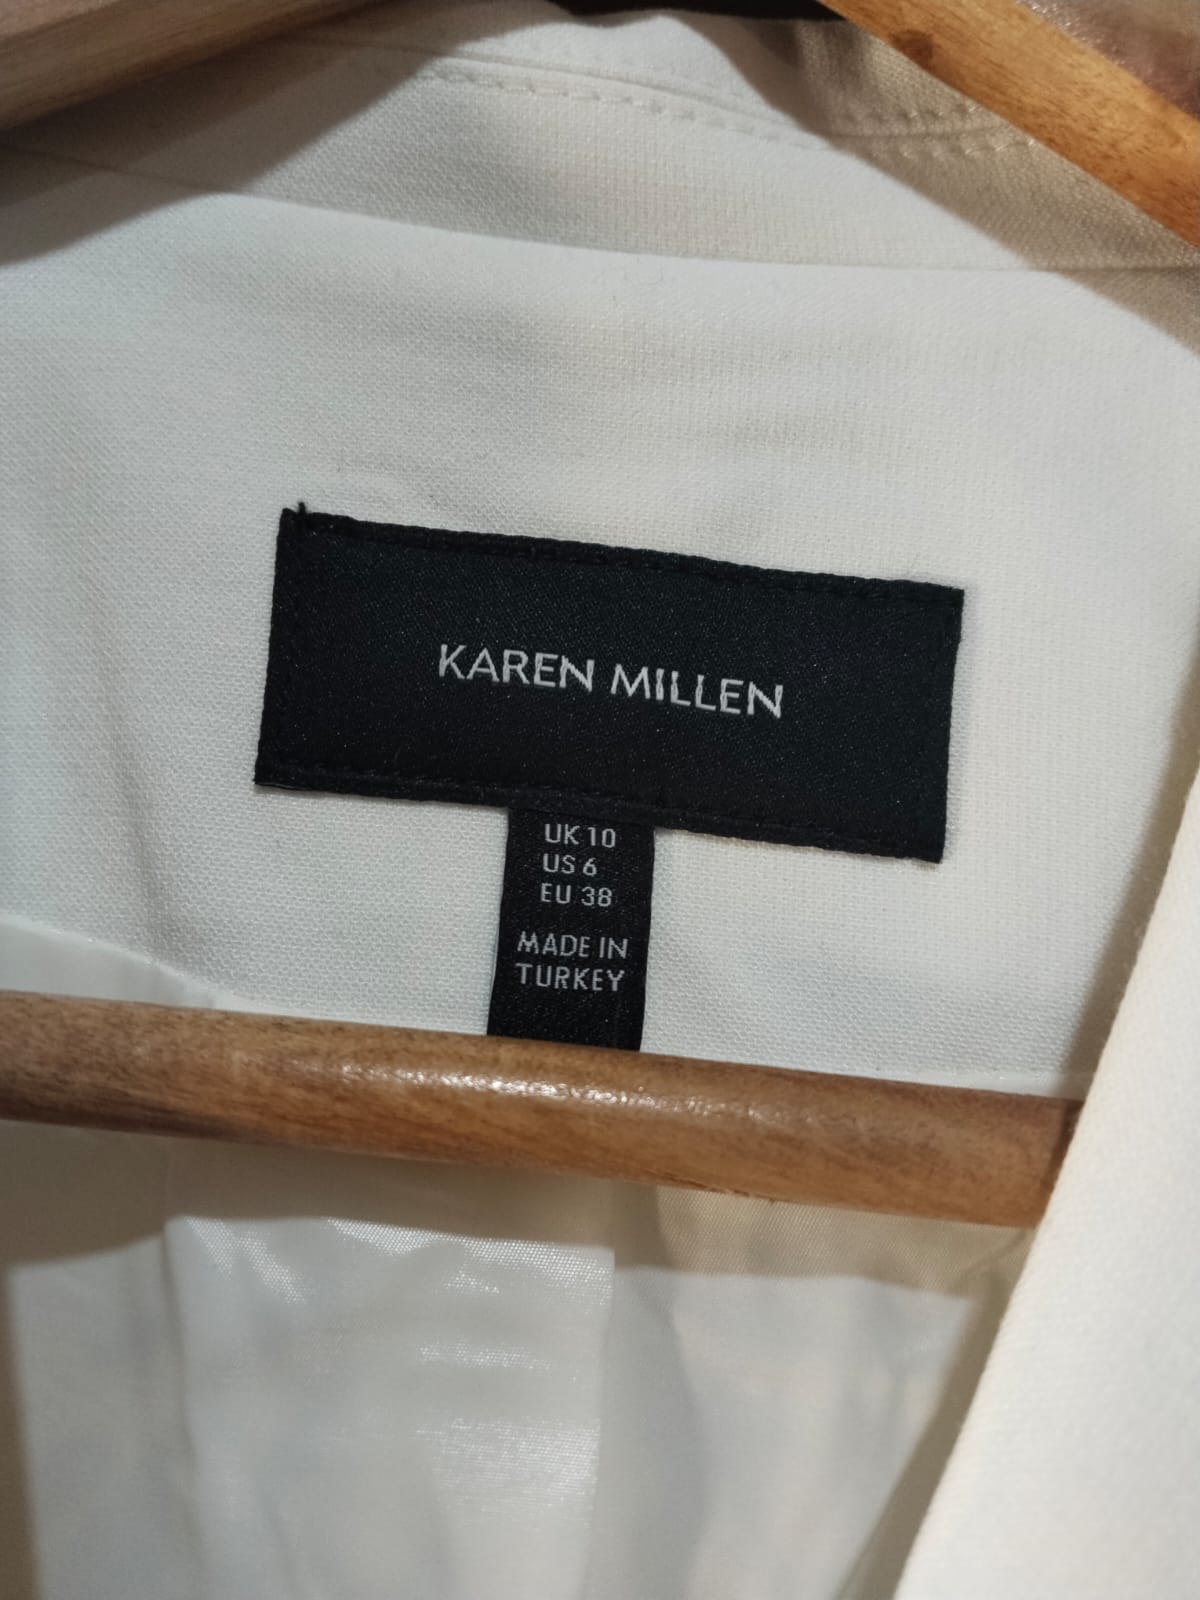 KAREN MILLEN
UK 10
US 6
EU 38
MADE IN
TURKEY